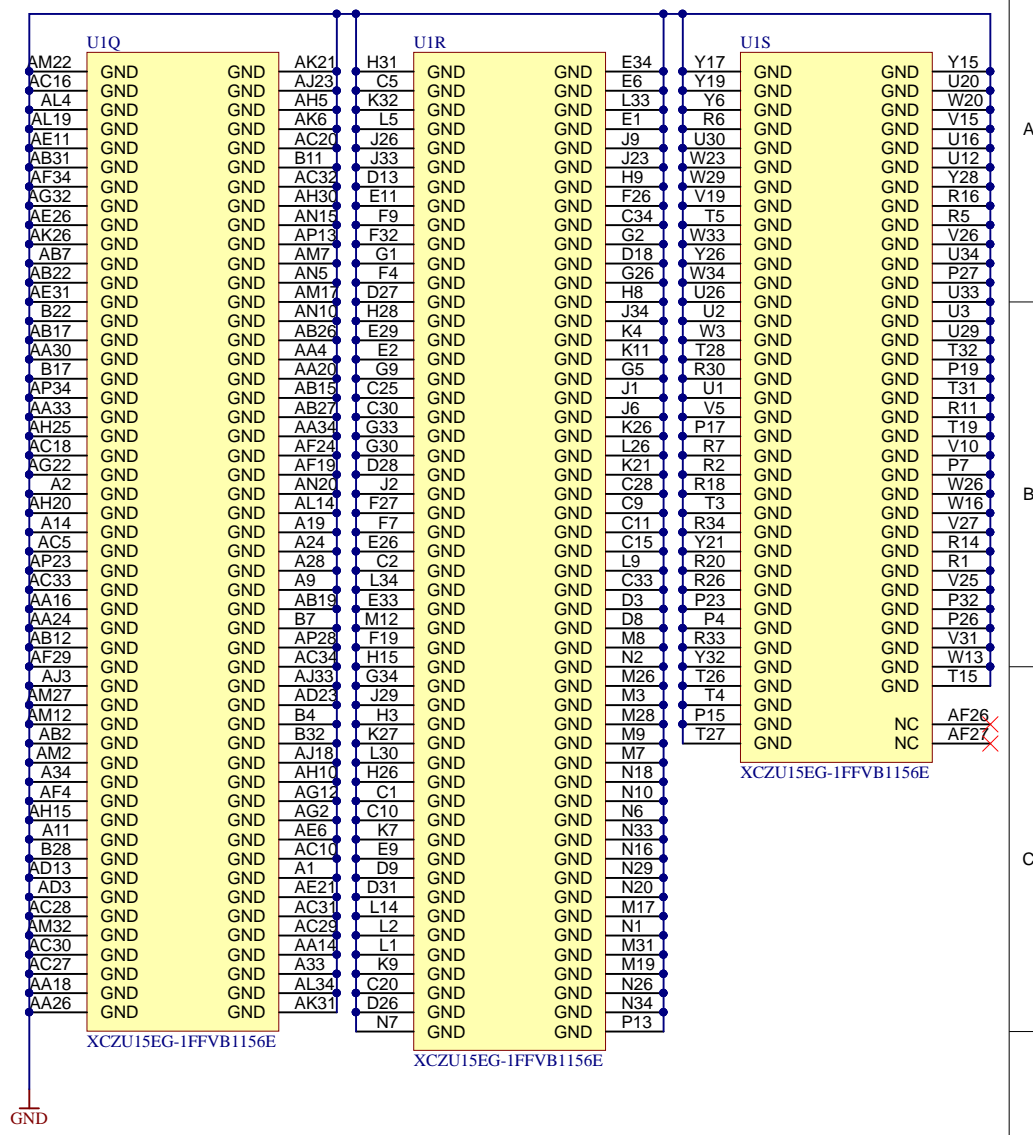 U1Q
AM22 GND GND AK21
AC16 GND GND AJ23
AL4 GND GND AH5
AL19 GND GND AK6
AE11 GND GND AC20
AB31 GND GND B11
AF34 GND GND AC32
AG32 GND GND AH30
AE26 GND GND AN15
AK26 GND GND AP13
AB7 GND GND AM7
AB22 GND GND AN5
AE31 GND GND AM17
B22 GND GND AN10
AB17 GND GND AB26
AA30 GND GND AA4
B17 GND GND AA20
AP34 GND GND AB15
AA33 GND GND AB27
AH25 GND GND AA34
AC18 GND GND AF24
AG22 GND GND AF19
A2 GND GND AN20
AH20 GND GND AL14
A14 GND GND A19
AC5 GND GND A24
AP23 GND GND A28
AC33 GND GND A9
AA16 GND GND AB19
AA24 GND GND B7
AB12 GND GND AP28
AF29 GND GND AC34
AJ3 GND GND AJ33
AM27 GND GND AD23
AM12 GND GND B4
AB2 GND GND B32
AM2 GND GND AJ18
A34 GND GND AH10
AF4 GND GND AG12
AH15 GND GND AG2
A11 GND GND AE6
B28 GND GND AC10
AD13 GND GND A1
AD3 GND GND AE21
AC28 GND GND AC31
AM32 GND GND AC29
AC30 GND GND AA14
AC27 GND GND A33
AA18 GND GND AL34
AA26 GND GND AK31
XCZU15EG-1FFVB1156E
GND
U1R
H31 GND GND E34
C5 GND GND E6
K32 GND GND L33
L5 GND GND E1
J26 GND GND J9
J33 GND GND J23
D13 GND GND H9
E11 GND GND F26
F9 GND GND C34
F32 GND GND G2
G1 GND GND D18
F4 GND GND G26
D27 GND GND H8
H28 GND GND J34
E29 GND GND K4
E2 GND GND K11
G9 GND GND G5
C25 GND GND J1
C30 GND GND J6
G33 GND GND K26
G30 GND GND L26
D28 GND GND K21
J2 GND GND C28
F27 GND GND C9
F7 GND GND C11
E26 GND GND C15
C2 GND GND L9
L34 GND GND C33
E33 GND GND D3
M12 GND GND D8
F19 GND GND M8
H15 GND GND N2
G34 GND GND M26
J29 GND GND M3
H3 GND GND M28
K27 GND GND M9
L30 GND GND M7
H26 GND GND N18
C1 GND GND N10
C10 GND GND N6
K7 GND GND N33
E9 GND GND N16
D9 GND GND N29
D31 GND GND N20
L14 GND GND M17
L2 GND GND N1
L1 GND GND M31
K9 GND GND M19
C20 GND GND N26
D26 GND GND N34
N7 GND GND P13
XCZU15EG-1FFVB1156E
U1S
Y17 GND GND Y15
Y19 GND GND U20
Y6 GND GND W20
R6 GND GND V15
U30 GND GND U16
W23 GND GND U12
W29 GND GND Y28
V19 GND GND R16
T5 GND GND R5
W33 GND GND V26
Y26 GND GND U34
W34 GND GND P27
U26 GND GND U33
U2 GND GND U3
W3 GND GND U29
T28 GND GND T32
R30 GND GND P19
U1 GND GND T31
V5 GND GND R11
P17 GND GND T19
R7 GND GND V10
R2 GND GND P7
R18 GND GND W26
T3 GND GND W16
R34 GND GND V27
Y21 GND GND R14
R20 GND GND R1
R26 GND GND V25
P23 GND GND P32
P4 GND GND P26
R33 GND GND V31
Y32 GND GND W13
T26 GND GND T15
T4 GND
P15 GND NC AF26
T27 GND NC AF27
XCZU15EG-1FFVB1156E
A
B
C